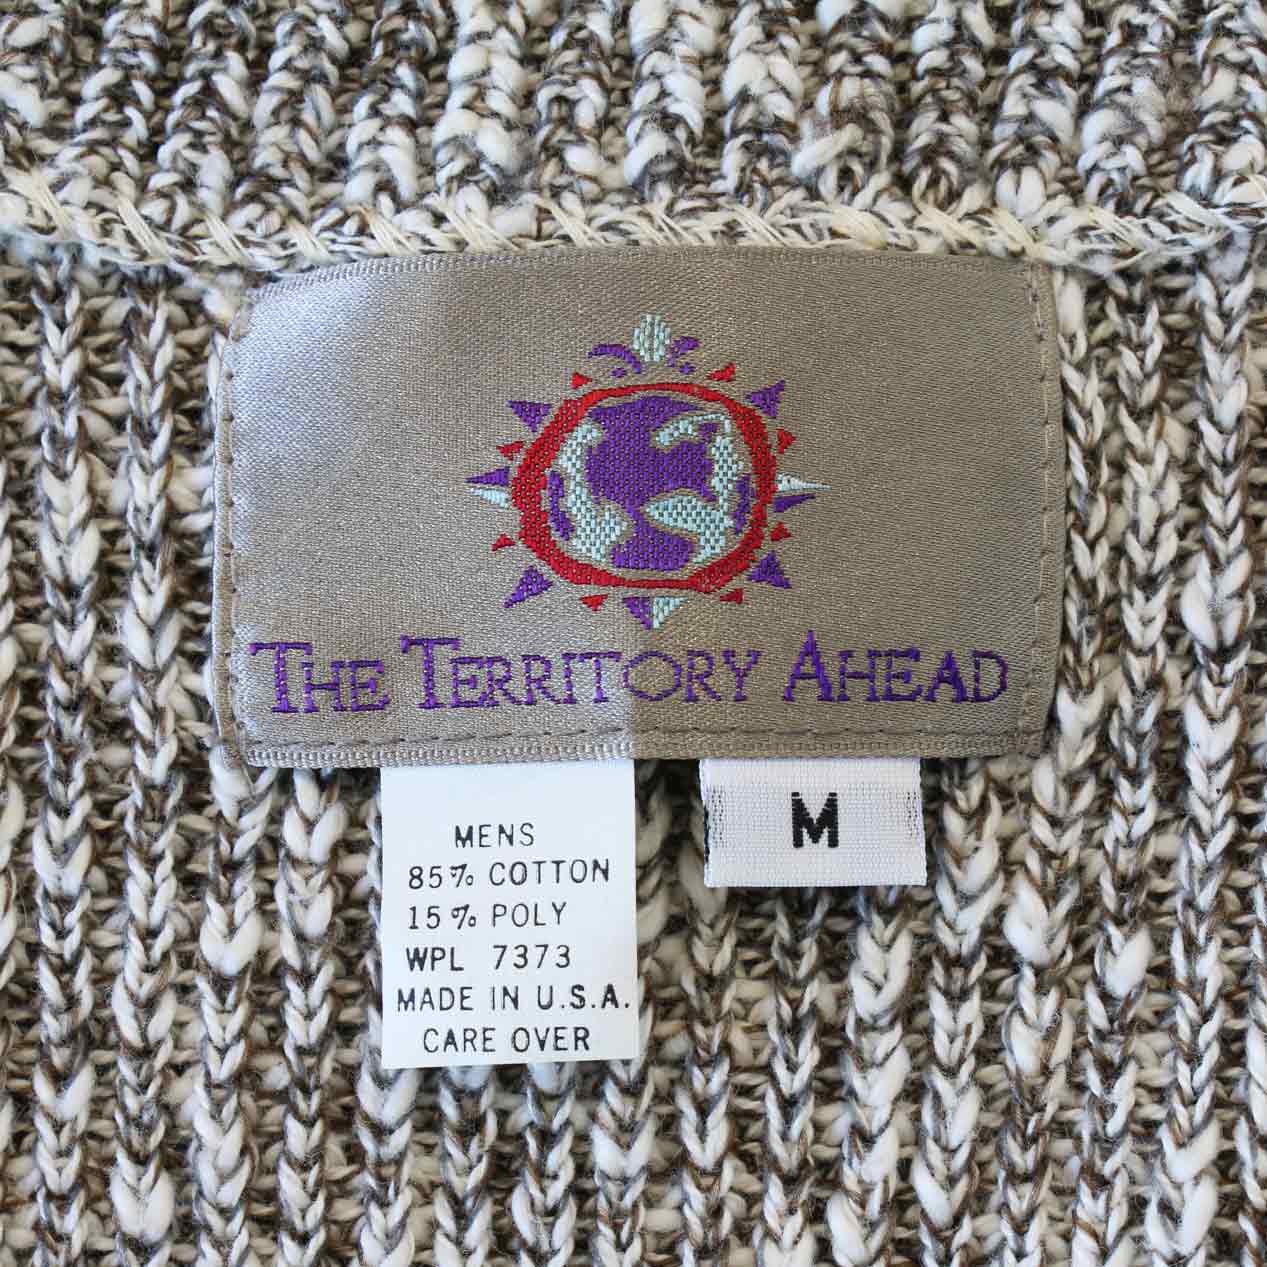 THE TERRITORY AHEAD
M
MENS
85% COTTON
15% POLY
WPL 7373
MADE IN U.S.A.
CARE OVER